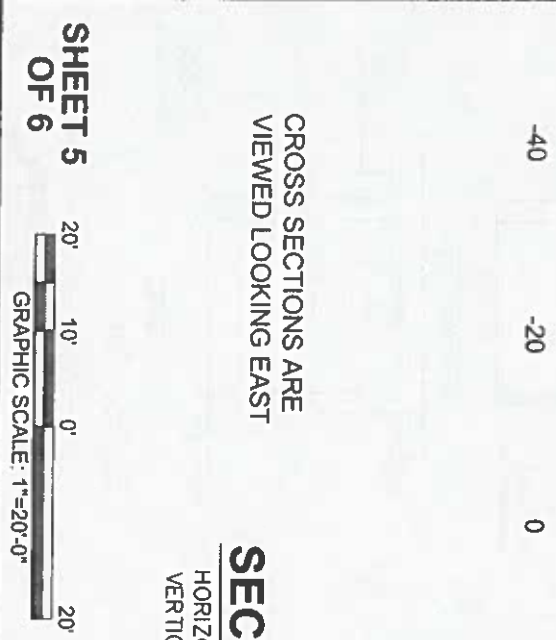 -40 -20 0
CROSS SECTIONS ARE
VIEWED LOOKING EAST
SEC
HORIZO
VERTIC
SHEET 5
OF 6
20' 10' 0' 20'
GRAPHIC SCALE: 1"=20'-0"